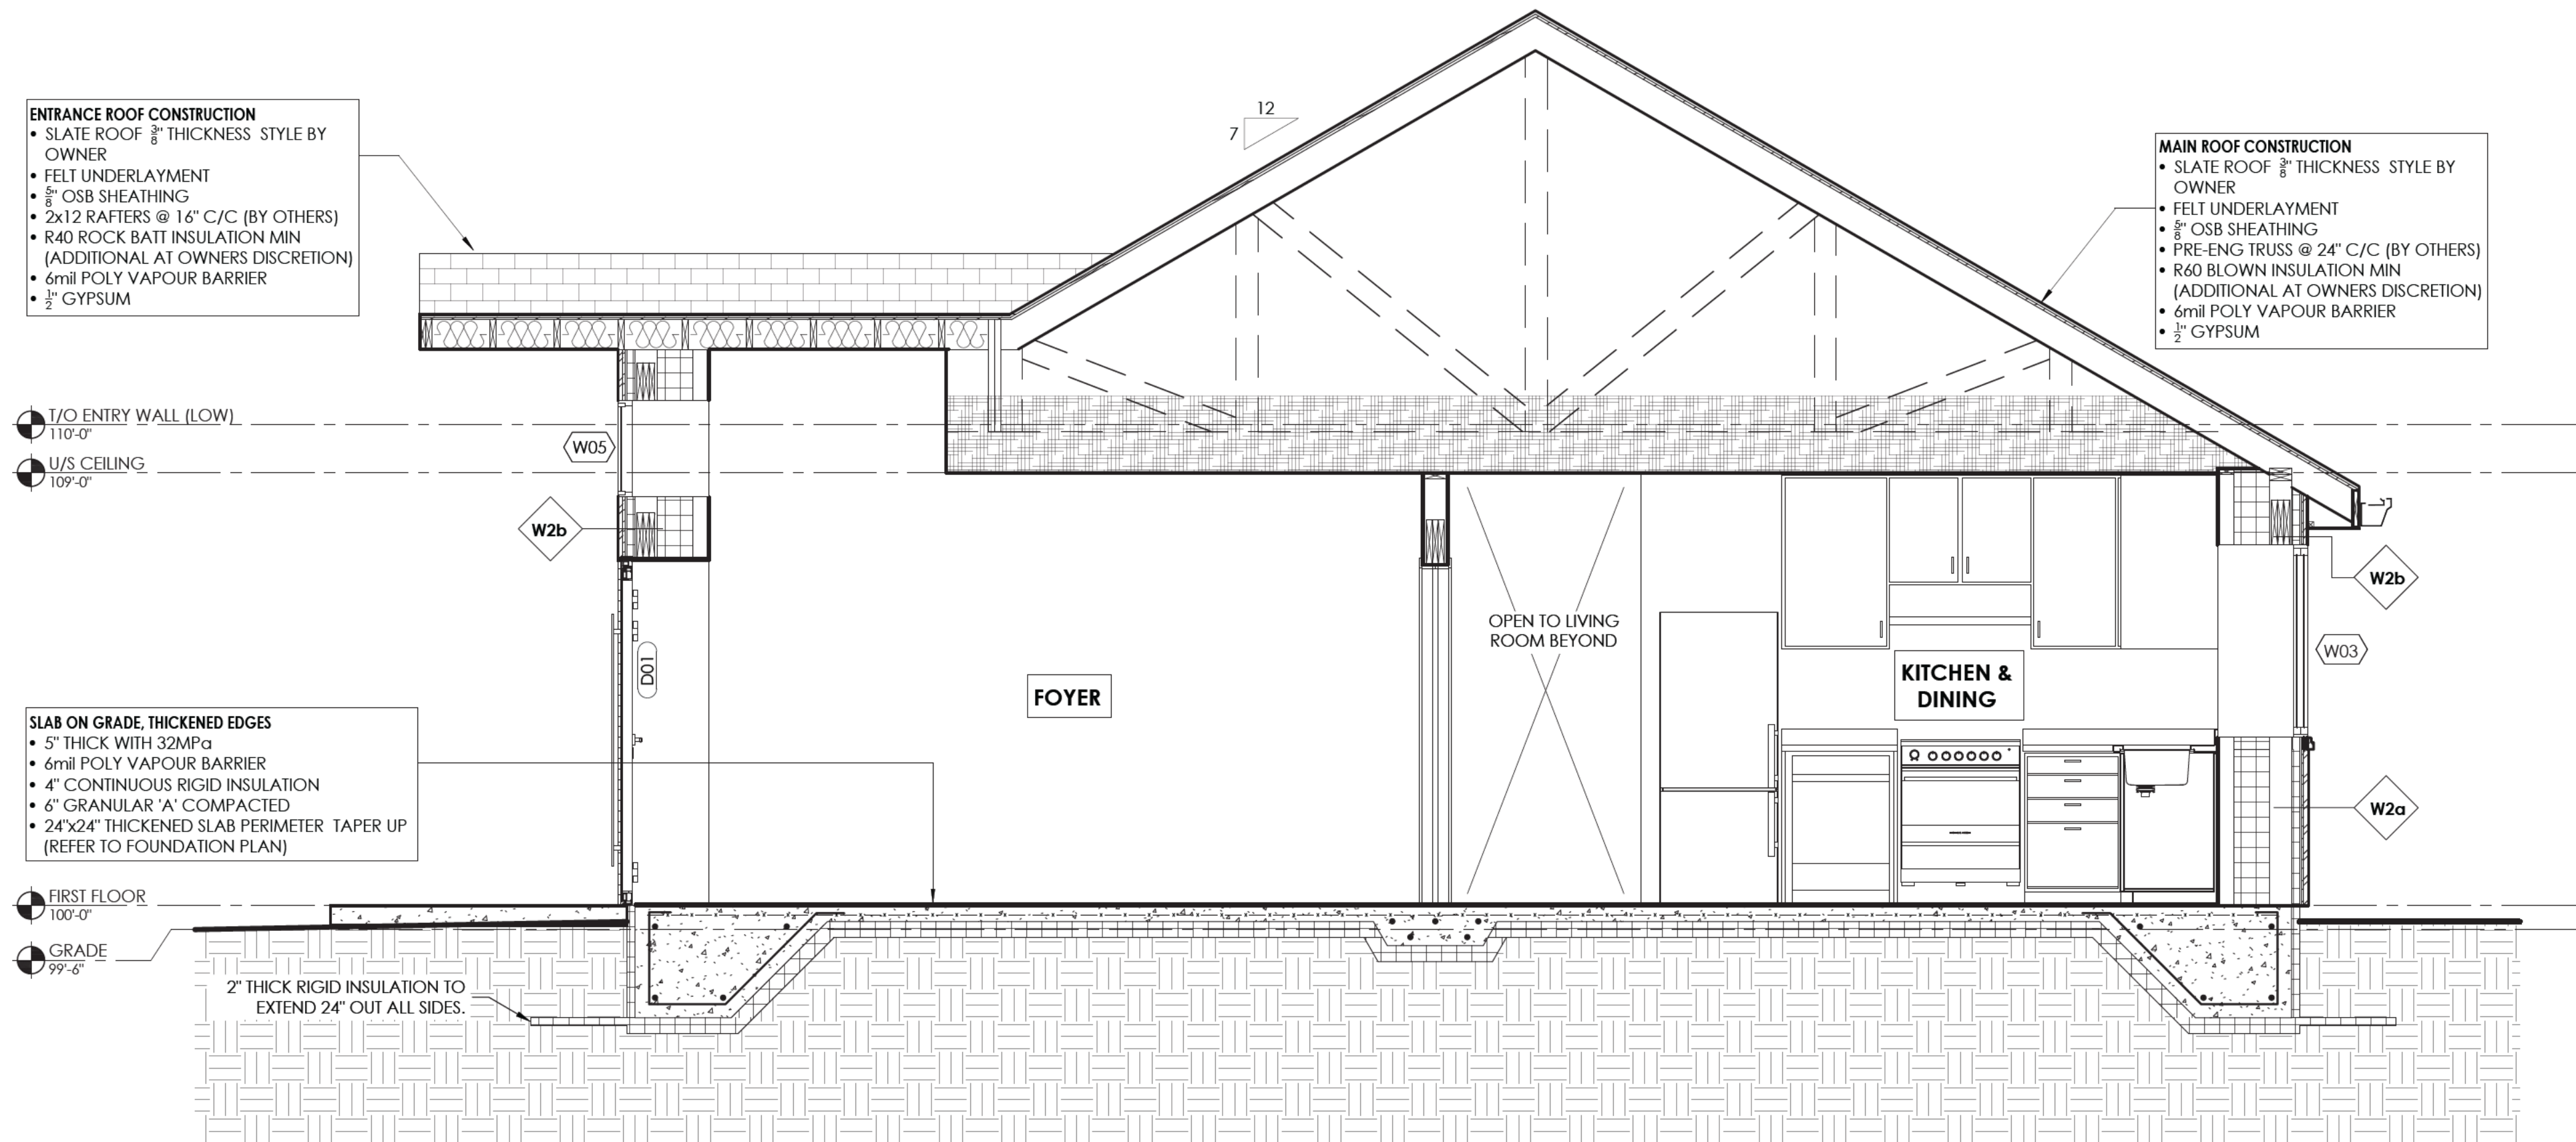 ENTRANCE ROOF CONSTRUCTION
• SLATE ROOF 3/8" THICKNESS STYLE BY
OWNER
• FELT UNDERLAYMENT
• 5/8" OSB SHEATHING
• 2x12 RAFTERS @ 16" C/C (BY OTHERS)
• R40 ROCK BATT INSULATION MIN
(ADDITIONAL AT OWNERS DISCRETION)
• 6mil POLY VAPOUR BARRIER
• 1/2" GYPSUM
12
7
MAIN ROOF CONSTRUCTION
• SLATE ROOF 3/8" THICKNESS STYLE BY
OWNER
• FELT UNDERLAYMENT
• 5/8" OSB SHEATHING
• PRE-ENG TRUSS @ 24" C/C (BY OTHERS)
• R60 BLOWN INSULATION MIN
(ADDITIONAL AT OWNERS DISCRETION)
• 6mil POLY VAPOUR BARRIER
• 1/2" GYPSUM
T/O ENTRY WALL (LOW)
110'-0"
U/S CEILING
109'-0"
W05
W2b
W2b
OPEN TO LIVING
ROOM BEYOND
W03
D01
FOYER
KITCHEN &
DINING
W2a
SLAB ON GRADE, THICKENED EDGES
• 5" THICK WITH 32MPa
• 6mil POLY VAPOUR BARRIER
• 4" CONTINUOUS RIGID INSULATION
• 6" GRANULAR 'A' COMPACTED
• 24"x24" THICKENED SLAB PERIMETER TAPER UP
(REFER TO FOUNDATION PLAN)
FIRST FLOOR
100'-0"
GRADE
99'-6"
2" THICK RIGID INSULATION TO
EXTEND 24" OUT ALL SIDES.